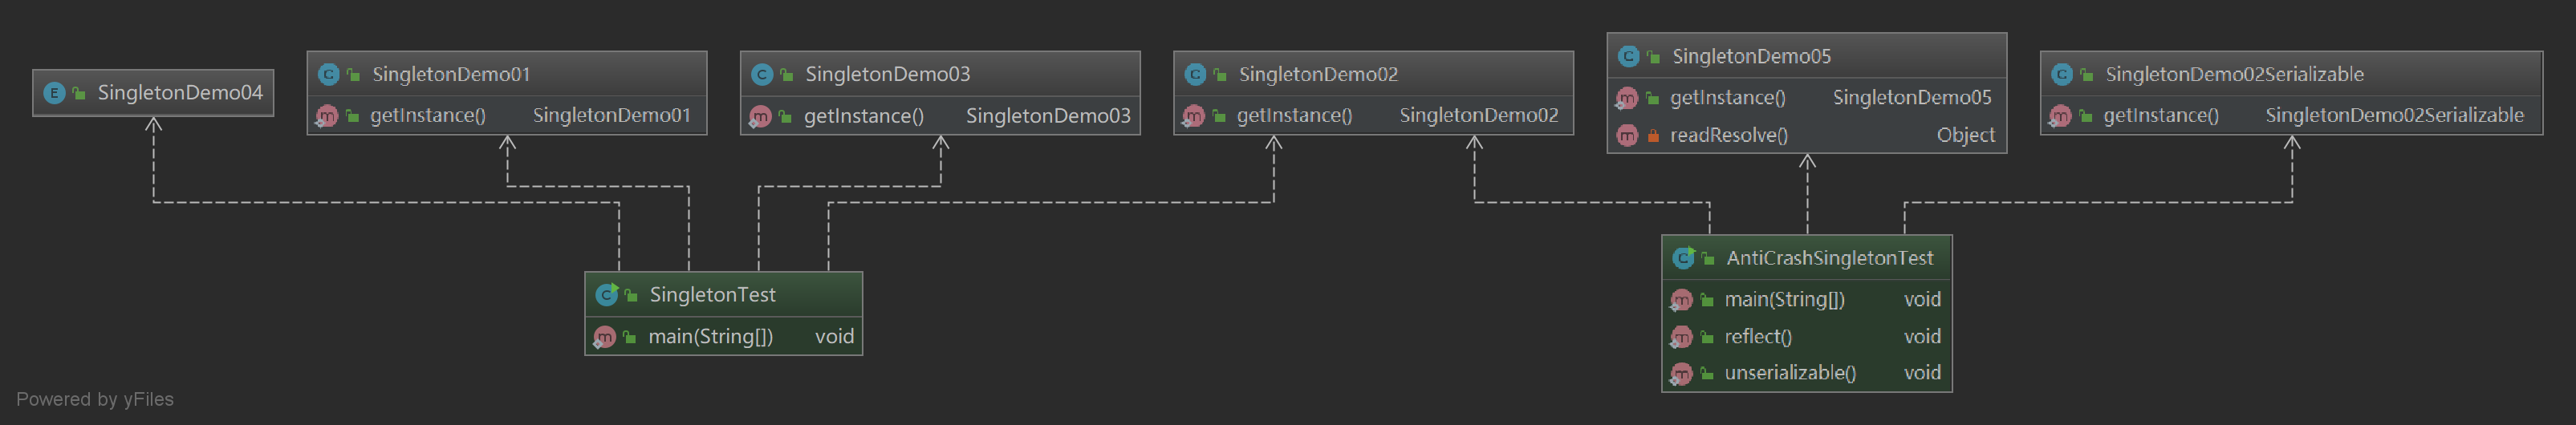 E SingletonDemo04
C SingletonDemo01
m getInstance() SingletonDemo01
C SingletonDemo03
m getInstance() SingletonDemo03
C SingletonDemo02
m getInstance() SingletonDemo02
C SingletonDemo05
m getInstance() SingletonDemo05
m readResolve() Object
C SingletonDemo02Serializable
m getInstance() SingletonDemo02Serializable
C SingletonTest
m main(String[]) void
C AntiCrashSingletonTest
m main(String[]) void
m reflect() void
m unserializable() void
Powered by yFiles